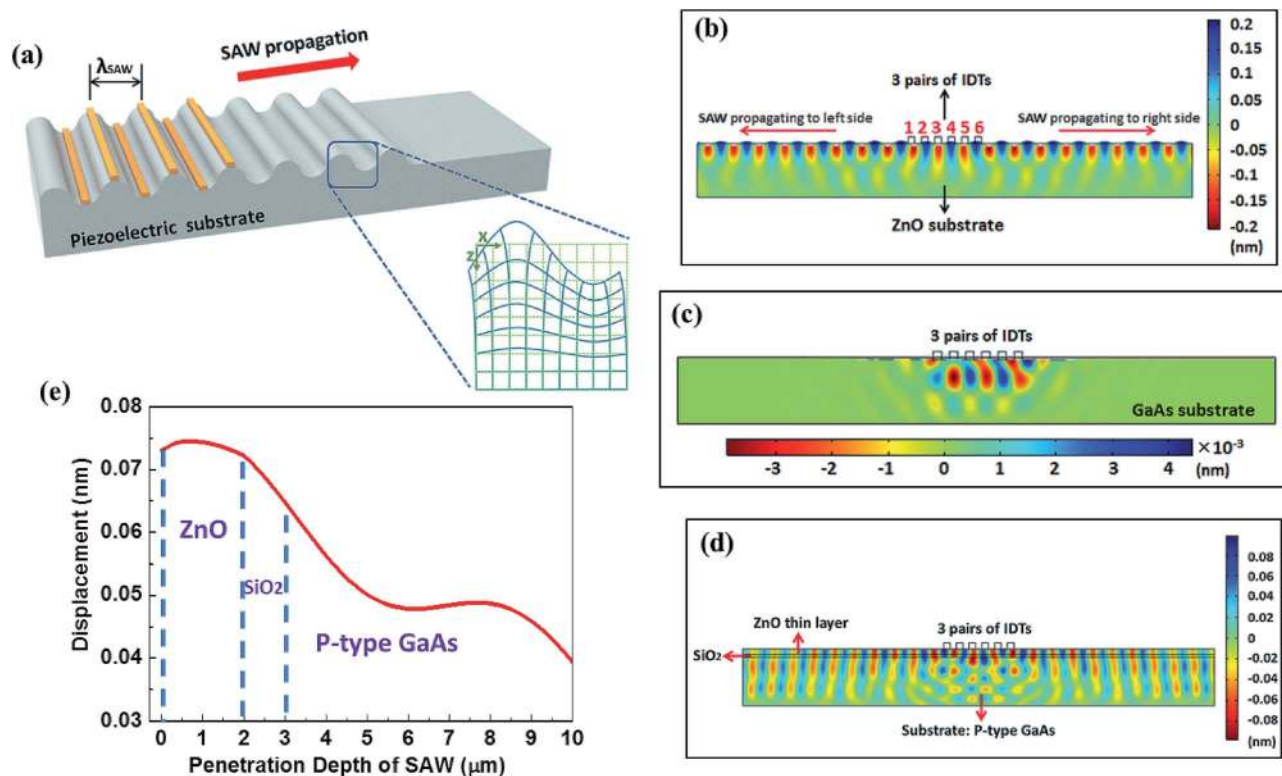 (a)
λSAW
SAW propagation
Piezoelectric substrate
X
Z
(b)
3 pairs of IDTs
SAW propagating to left side
1 2 3 4 5 6
SAW propagating to right side
ZnO substrate
0.2
0.15
0.1
0.05
0
-0.05
-0.1
-0.15
-0.2
(nm)
(c)
3 pairs of IDTs
GaAs substrate
-3 -2 -1 0 1 2 3 4 ×10-3
(nm)
(d)
ZnO thin layer
3 pairs of IDTs
SiO2
Substrate: P-type GaAs
0.08
0.06
0.04
0.02
0
-0.02
-0.04
-0.06
-0.08
(nm)
(e)
Displacement (nm)
0.08
0.07
0.06
0.05
0.04
0.03
ZnO
SiO2
P-type GaAs
0 1 2 3 4 5 6 7 8 9 10
Penetration Depth of SAW (μm)